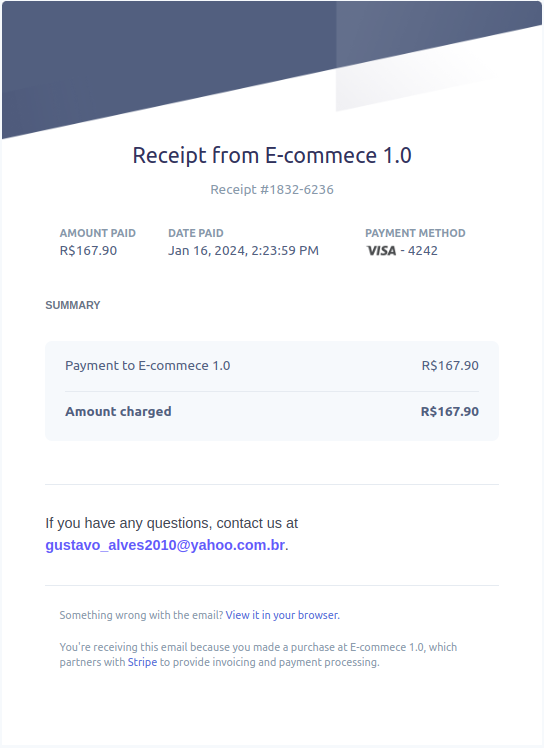 Receipt from E-commece 1.0
Receipt #1832-6236
AMOUNT PAID DATE PAID PAYMENT METHOD
R$167.90 Jan 16, 2024, 2:23:59 PM VISA - 4242
SUMMARY
Payment to E-commece 1.0 R$167.90
Amount charged R$167.90
If you have any questions, contact us at
gustavo_alves2010@yahoo.com.br.
Something wrong with the email? View it in your browser.
You're receiving this email because you made a purchase at E-commece 1.0, which
partners with Stripe to provide invoicing and payment processing.